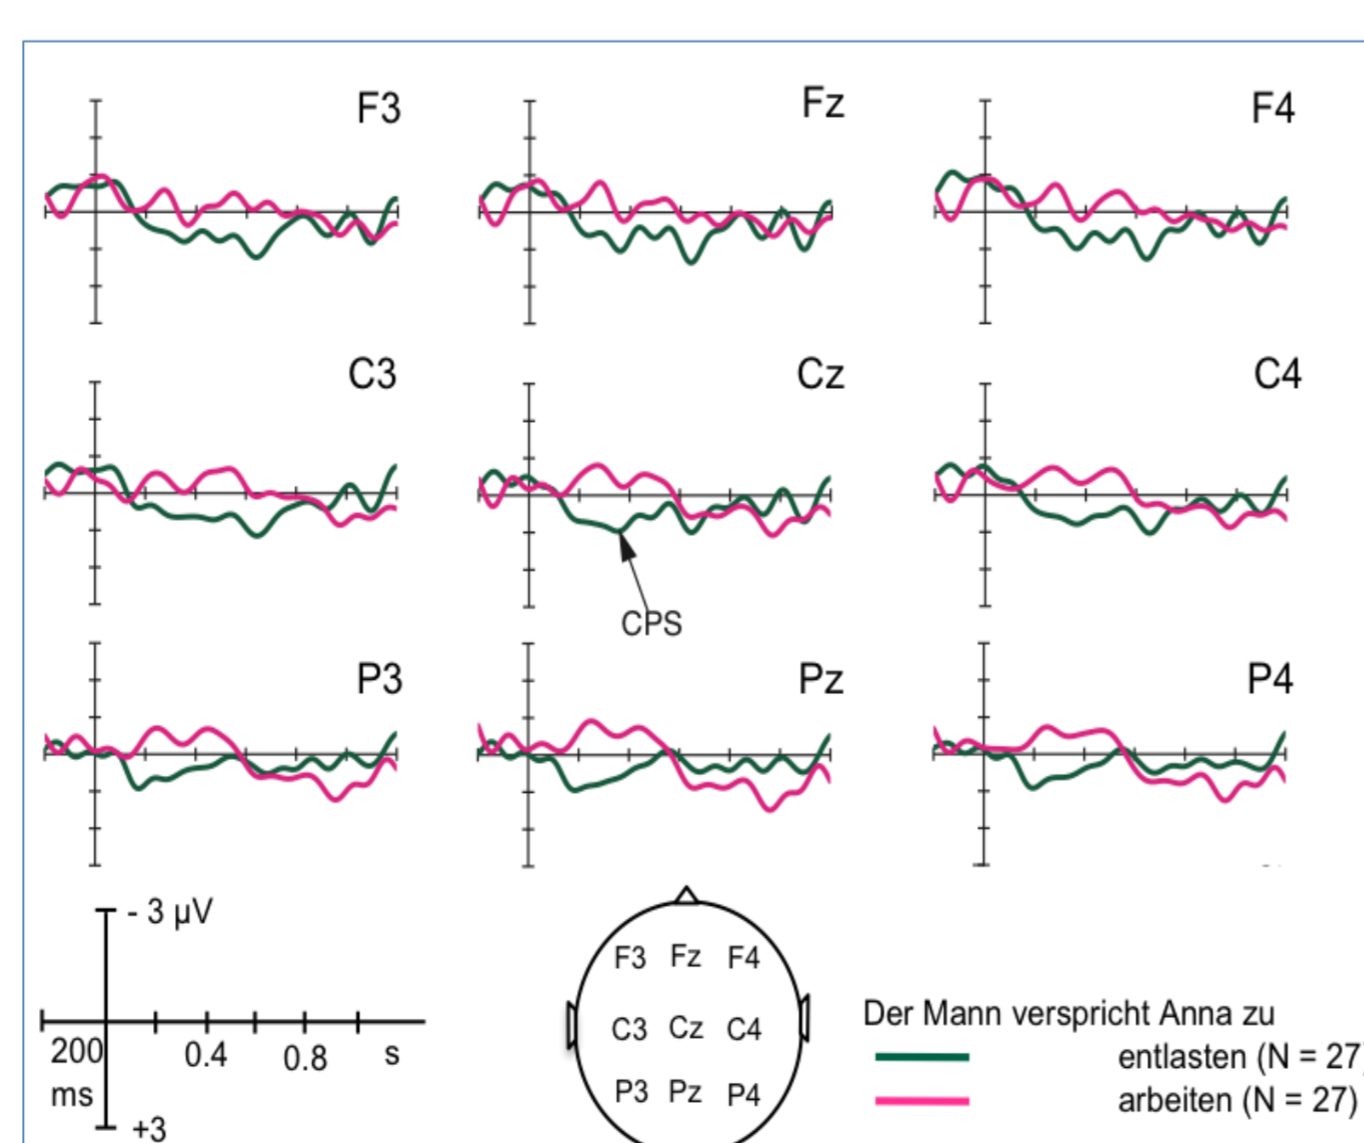 F3 Fz F4
C3 Cz C4
CPS
P3 Pz P4
- 3 µV
200 0.4 0.8 s
ms
+3
F3 Fz F4
C3 Cz C4
P3 Pz P4
Der Mann verspricht Anna zu
entlasten (N = 27)
arbeiten (N = 27)